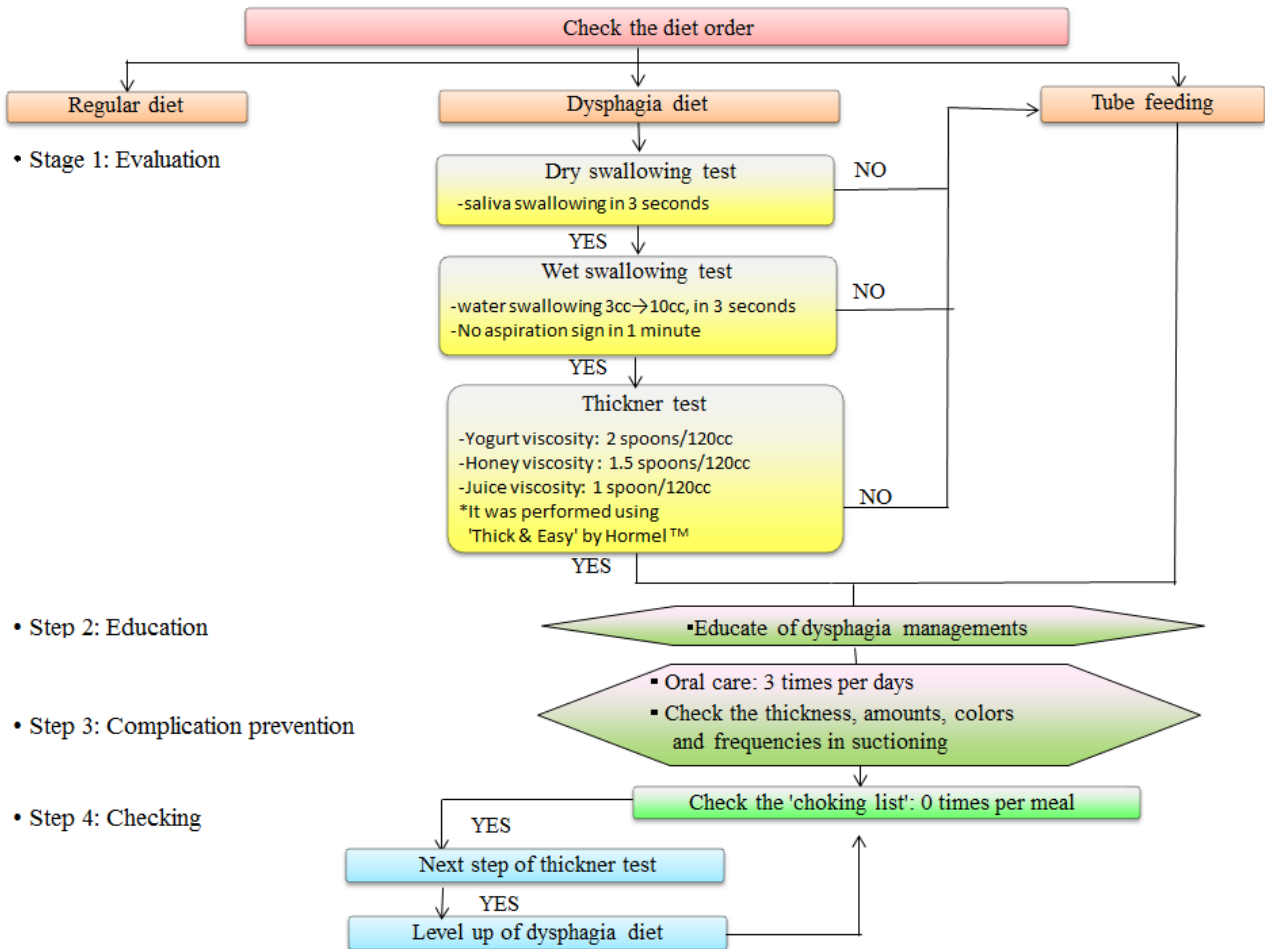 Check the diet order
Regular diet
Dysphagia diet
Tube feeding
• Stage 1: Evaluation
Dry swallowing test
-saliva swallowing in 3 seconds
NO
YES
Wet swallowing test
-water swallowing 3cc→10cc, in 3 seconds
-No aspiration sign in 1 minute
NO
YES
Thickner test
-Yogurt viscosity: 2 spoons/120cc
-Honey viscosity : 1.5 spoons/120cc
-Juice viscosity: 1 spoon/120cc
*It was performed using
'Thick & Easy' by Hormel™
NO
YES
• Step 2: Education
▪Educate of dysphagia managements
• Step 3: Complication prevention
▪ Oral care: 3 times per days
▪ Check the thickness, amounts, colors
and frequencies in suctioning
• Step 4: Checking
Check the 'choking list': 0 times per meal
YES
Next step of thickner test
YES
Level up of dysphagia diet